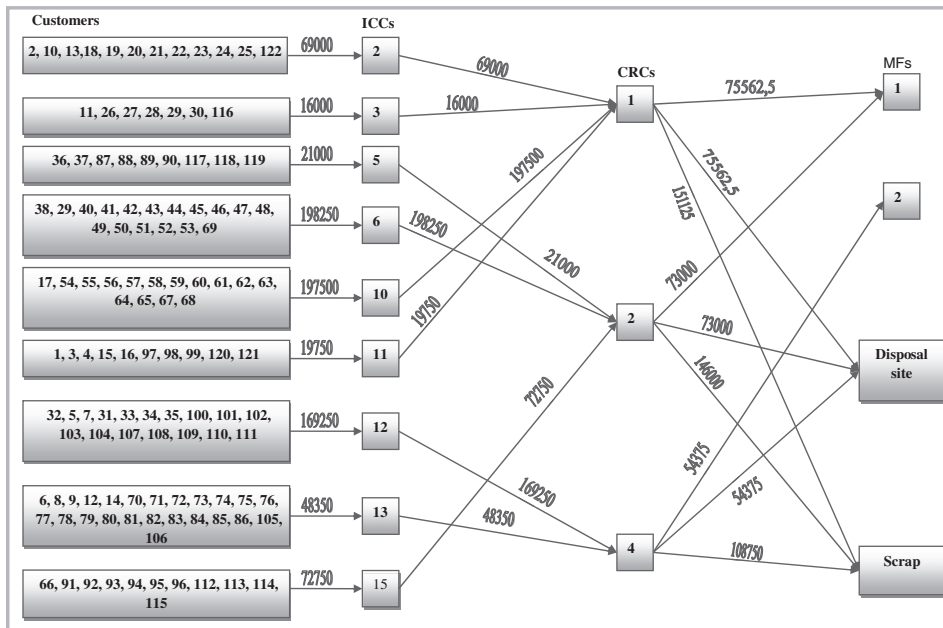 Customers
ICCs
CRCs
MFs
2, 10, 13,18, 19, 20, 21, 22, 23, 24, 25, 122
69000
2
69000
11, 26, 27, 28, 29, 30, 116
16000
3
16000
36, 37, 87, 88, 89, 90, 117, 118, 119
21000
5
21000
38, 29, 40, 41, 42, 43, 44, 45, 46, 47, 48,
49, 50, 51, 52, 53, 69
198250
6
198250
17, 54, 55, 56, 57, 58, 59, 60, 61, 62, 63,
64, 65, 67, 68
197500
10
197500
1, 3, 4, 15, 16, 97, 98, 99, 120, 121
19750
11
19750
32, 5, 7, 31, 33, 34, 35, 100, 101, 102,
103, 104, 107, 108, 109, 110, 111
169250
12
169250
6, 8, 9, 12, 14, 70, 71, 72, 73, 74, 75, 76,
77, 78, 79, 80, 81, 82, 83, 84, 85, 86, 105,
106
48350
13
48350
66, 91, 92, 93, 94, 95, 96, 112, 113, 114,
115
72750
15
72750
1
75562,5
75562,5
151125
2
73000
73000
146000
4
54375
54375
108750
1
2
Disposal
site
Scrap